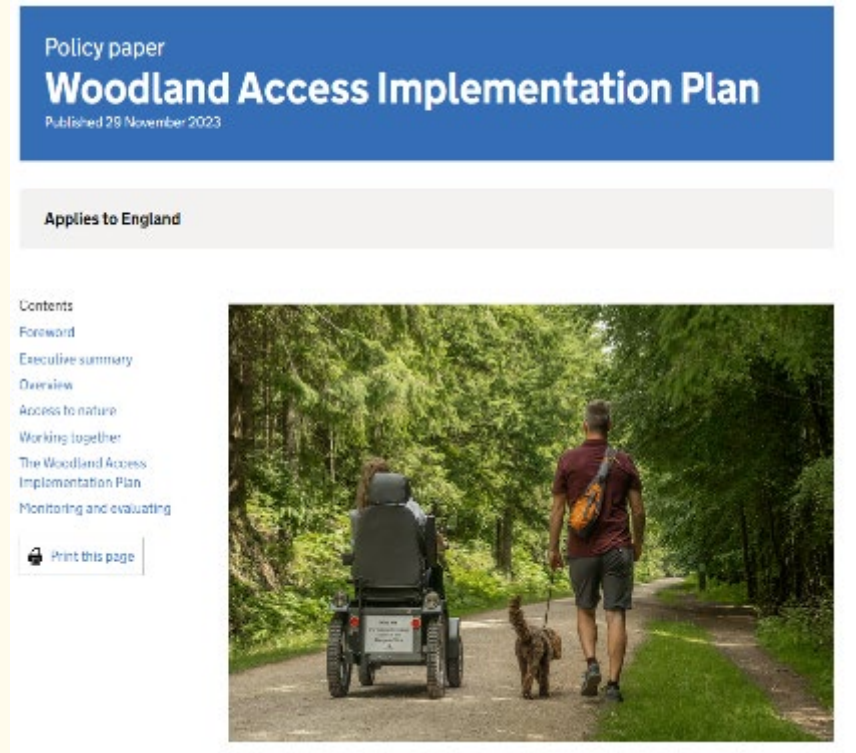 Policy paper
Woodland Access Implementation Plan
Published 29 November 2023
Applies to England
Contents
Foreword
Executive summary
Overview
Access to nature
Working together
The Woodland Access
Implementation Plan
Monitoring and evaluating
Print this page